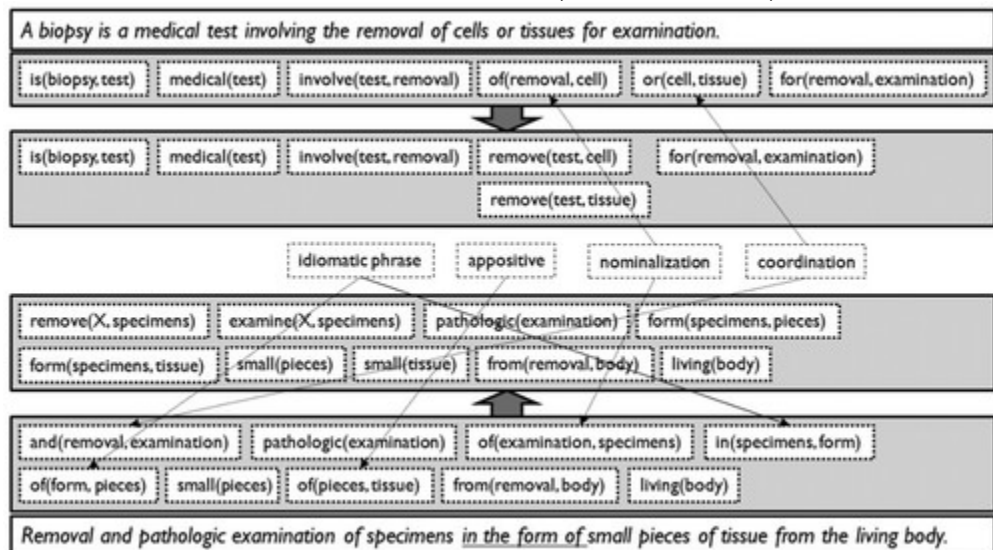 A biopsy is a medical test involving the removal of cells or tissues for examination.
is(biopsy,test) medical(test) involve(test,removal) of(removal,cell) or(cell,tissue) for(removal,examination)
is(biopsy,test) medical(test) involve(test,removal) remove(test,cell) for(removal,examination)
remove(test,tissue)
idiomatic phrase appositive nominalization coordination
remove(X,specimens) examine(X,specimens) pathologic(examination) form(specimens,pieces)
form(specimens,tissue) small(pieces) small(tissue) from(removal,body) living(body)
and(removal,examination) pathologic(examination) of(examination,specimens) in(specimens,form)
of(form,pieces) small(pieces) of(pieces,tissue) from(removal,body) living(body)
Removal and pathologic examination of specimens in the form of small pieces of tissue from the living body.